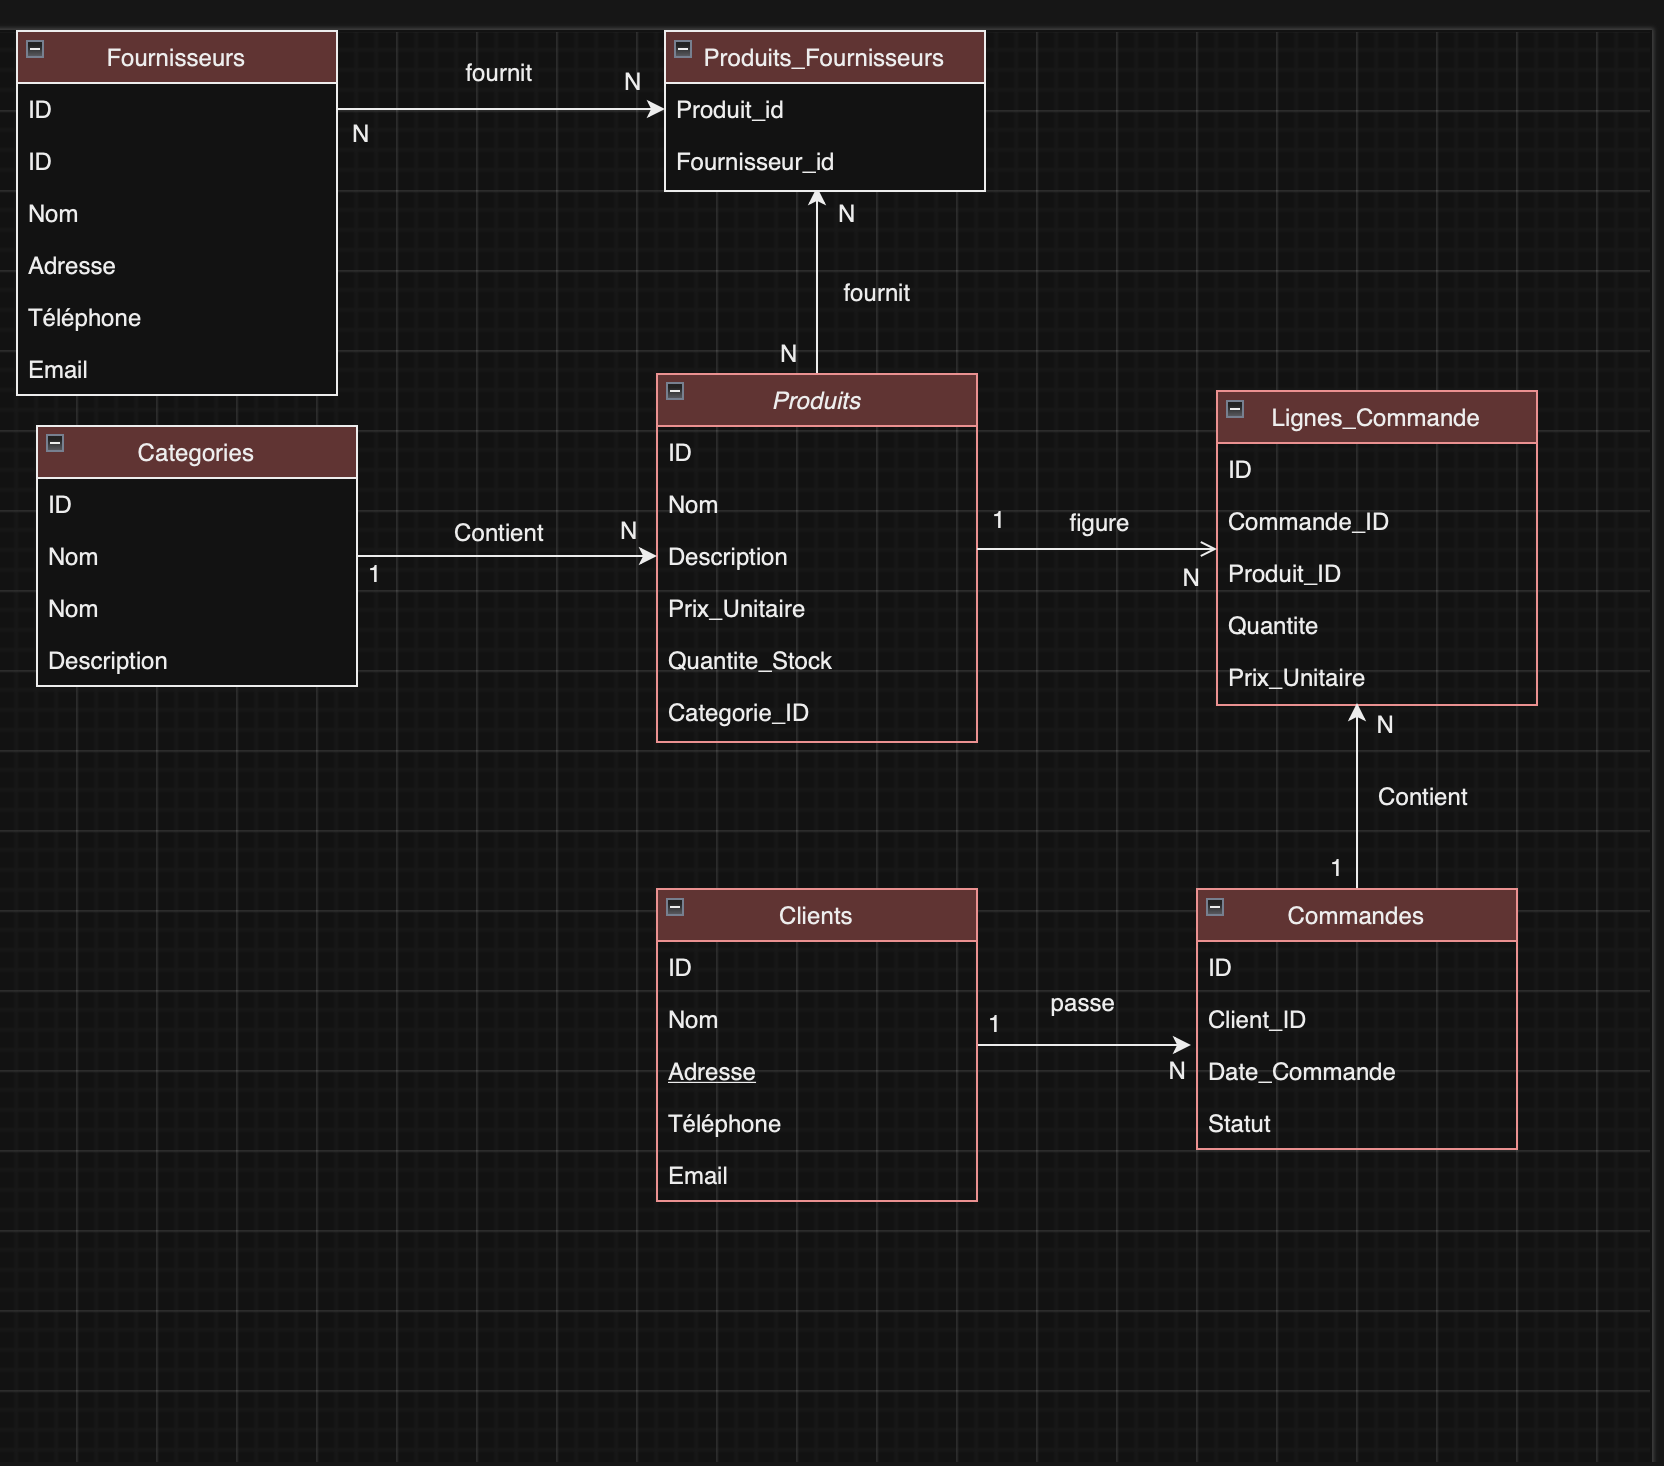 Fournisseurs
ID
ID
Nom
Adresse
Téléphone
Email
fournit
N
N
Produits_Fournisseurs
Produit_id
Fournisseur_id
N
fournit
N
Categories
ID
Nom
Nom
Description
Contient
N
1
Produits
ID
Nom
Description
Prix_Unitaire
Quantite_Stock
Categorie_ID
1
figure
N
Lignes_Commande
ID
Commande_ID
Produit_ID
Quantite
Prix_Unitaire
N
Contient
1
Clients
ID
Nom
Adresse
Téléphone
Email
passe
1
N
Commandes
ID
Client_ID
Date_Commande
Statut